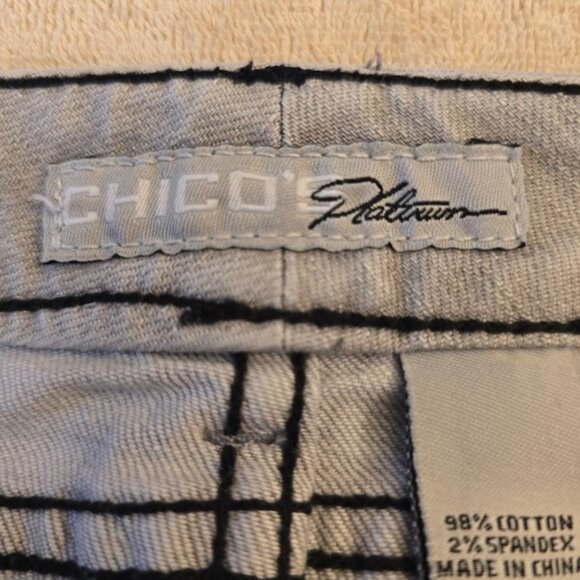 CHICO'S Platinum
98% COTTON
2% SPANDEX
MADE IN CHINA